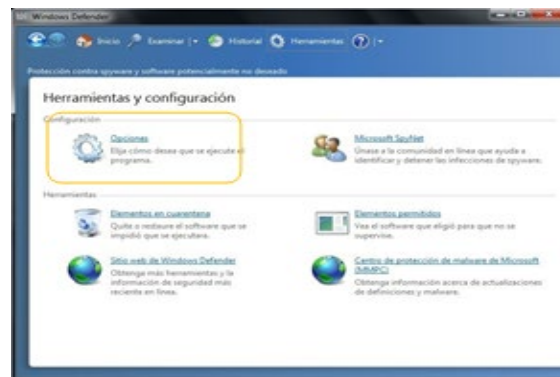 Windows Defender
Inicio Examinar Historial Herramientas
Protección contra spyware y software potencialmente no deseado
Herramientas y configuración
Configuración
Opciones
Elija cómo desea que se ejecute el
programa.
Microsoft SpyNet
Únase a la comunidad en línea que ayuda a
identificar y detener las infecciones de spyware.
Herramientas
Elementos en cuarentena
Quite o restaure el software que se
impidió que se ejecutara.
Elementos permitidos
Vea el software que eligió para que no se
supervise.
Sitio web de Windows Defender
Obtenga más herramientas y la
información de seguridad más
reciente en línea.
Centro de protección de malware de Microsoft
(MMPC)
Obtenga información acerca de actualizaciones
de definiciones y malware.